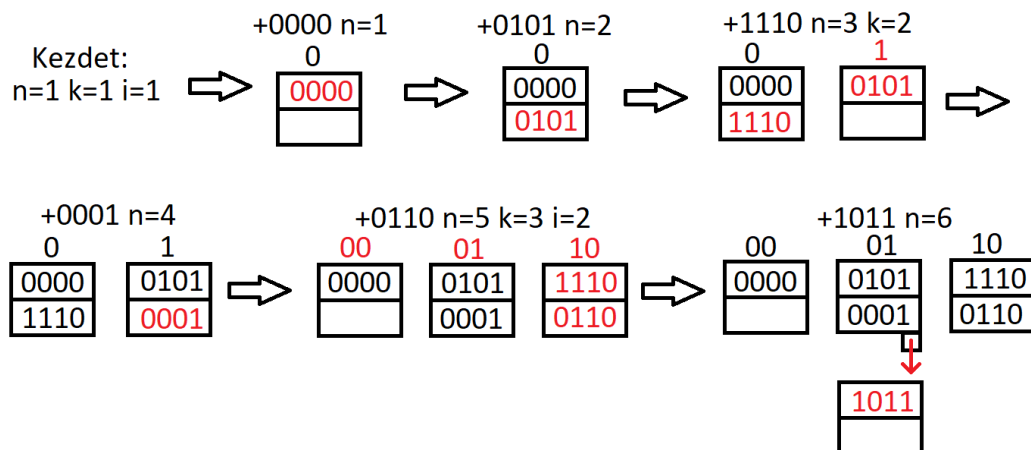 Kezdet:
n=1 k=1 i=1
+0000 n=1
0
0000
+0101 n=2
0
0000
0101
+1110 n=3 k=2
0 1
0000 0101
1110
+0001 n=4
0 1
0000 0101
1110 0001
+0110 n=5 k=3 i=2
00 01 10
0000 0101 1110
0001 0110
+1011 n=6
00 01 10
0000 0101 1110
0001 0110
1011